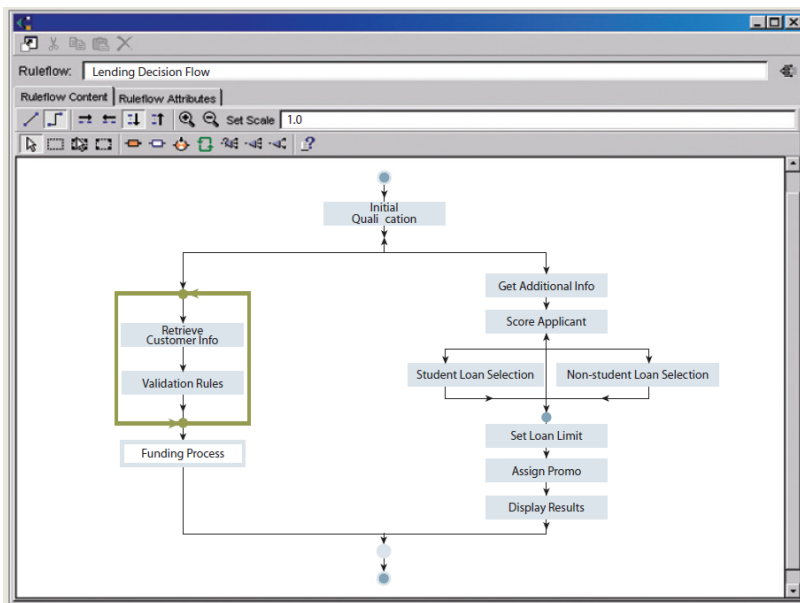 Ruleflow:
Lending Decision Flow
Ruleflow Content
Ruleflow Attributes
Set Scale
1.0
Initial
Quali cation
Get Additional Info
Score Applicant
Retrieve
Customer Info
Student Loan Selection
Non-student Loan Selection
Validation Rules
Set Loan Limit
Funding Process
Assign Promo
Display Results